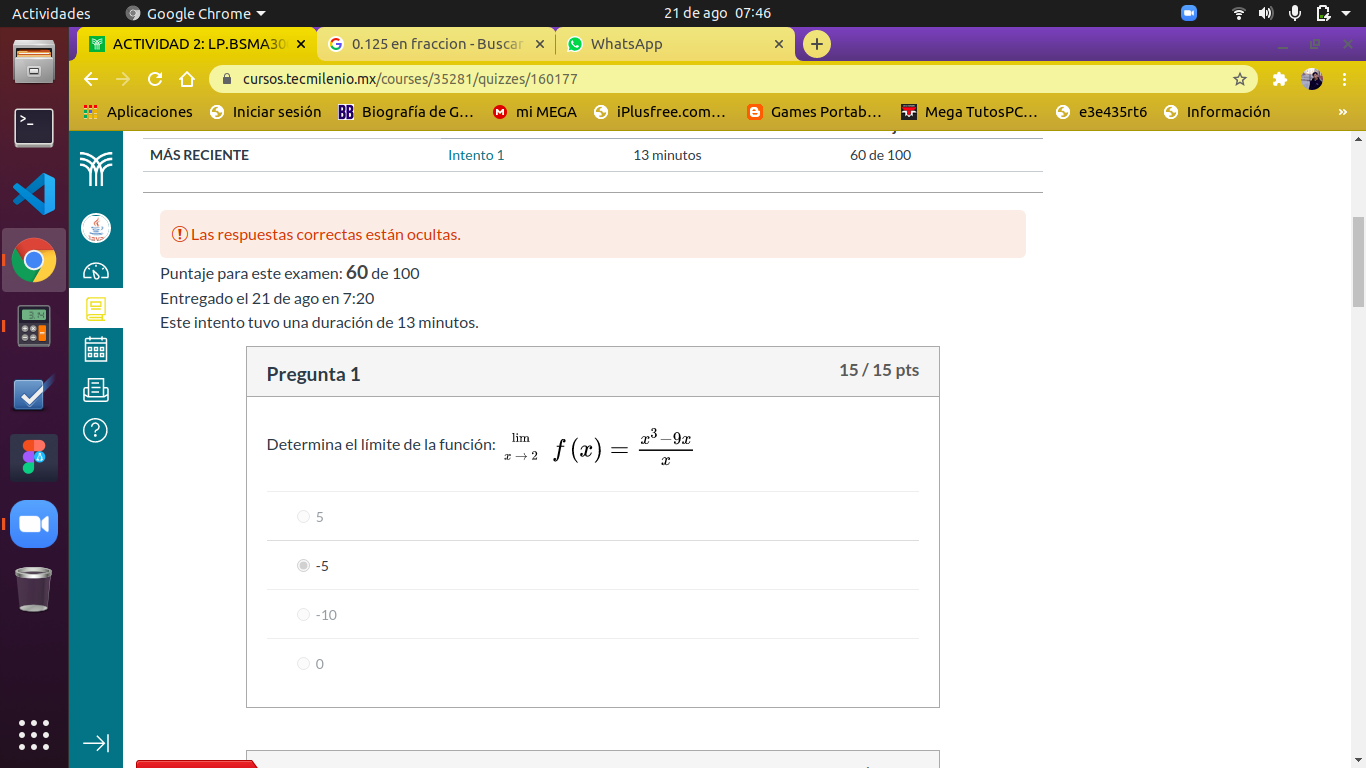 Actividades
Google Chrome
21 de ago 07:46
ACTIVIDAD 2: LP.BSMA30
0.125 en fraccion - Buscar
WhatsApp
cursos.tecmilenio.mx/courses/35281/quizzes/160177
Aplicaciones
Iniciar sesión
BB Biografía de G...
mi MEGA
iPlusfree.com...
Games Portab...
Mega TutosPC...
e3e435rt6
Información
»
MÁS RECIENTE
Intento 1
13 minutos
60 de 100
Las respuestas correctas están ocultas.
Puntaje para este examen: 60 de 100
Entregado el 21 de ago en 7:20
Este intento tuvo una duración de 13 minutos.
Pregunta 1
15 / 15 pts
Determina el límite de la función: lim x → 2 f (x) = x³−9x / x
5
-5
-10
0